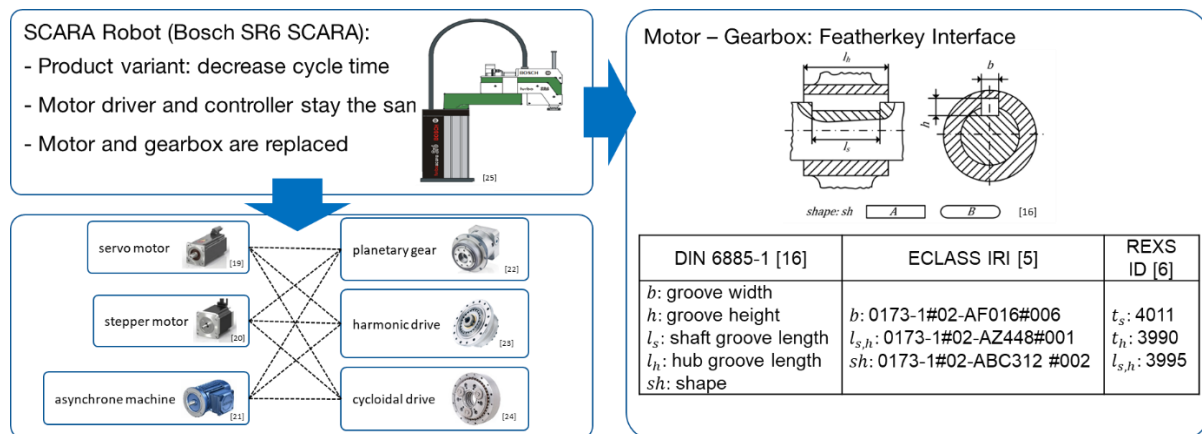 SCARA Robot (Bosch SR6 SCARA):
- Product variant: decrease cycle time
- Motor driver and controller stay the san
- Motor and gearbox are replaced
BOSCH
[25]
servo motor
[19]
stepper motor
[20]
asynchrone machine
[21]
planetary gear
[22]
harmonic drive
[23]
cycloidal drive
[24]
Motor – Gearbox: Featherkey Interface
l_h
b
h
l_s
shape: sh A B [16]
DIN 6885-1 [16] ECLASS IRI [5] REXS ID [6]
b: groove width
h: groove height
l_s: shaft groove length
l_h: hub groove length
sh: shape
b: 0173-1#02-AF016#006
l_s,h: 0173-1#02-AZ448#001
sh: 0173-1#02-ABC312 #002
t_s: 4011
t_h: 3990
l_s,h: 3995